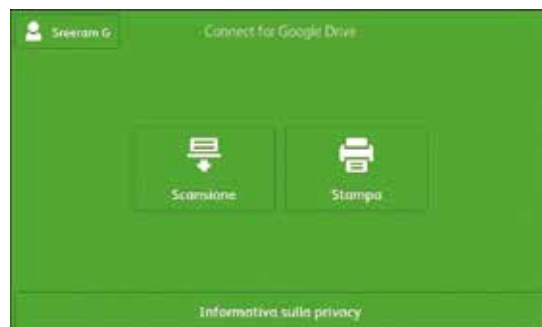 Sreeram G
Connect for Google Drive
Scansione
Stampa
Informativa sulla privacy